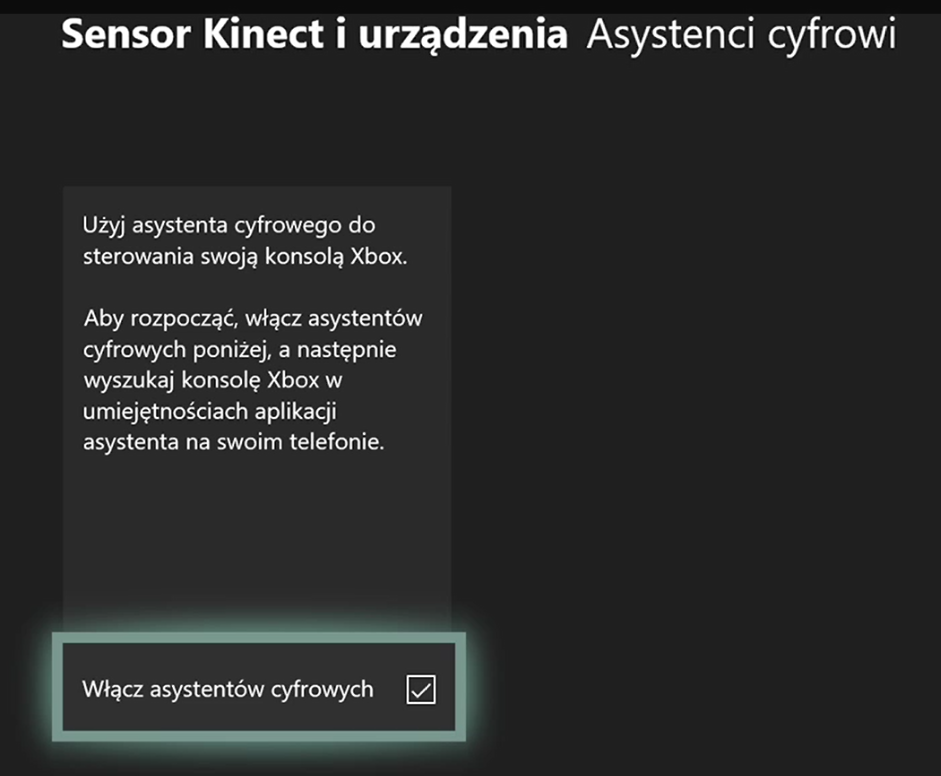 Sensor Kinect i urządzenia Asystenci cyfrowi
Użyj asystenta cyfrowego do
sterowania swoją konsolą Xbox.
Aby rozpocząć, włącz asystentów
cyfrowych poniżej, a następnie
wyszukaj konsolę Xbox w
umiejętnościach aplikacji
asystenta na swoim telefonie.
Włącz asystentów cyfrowych